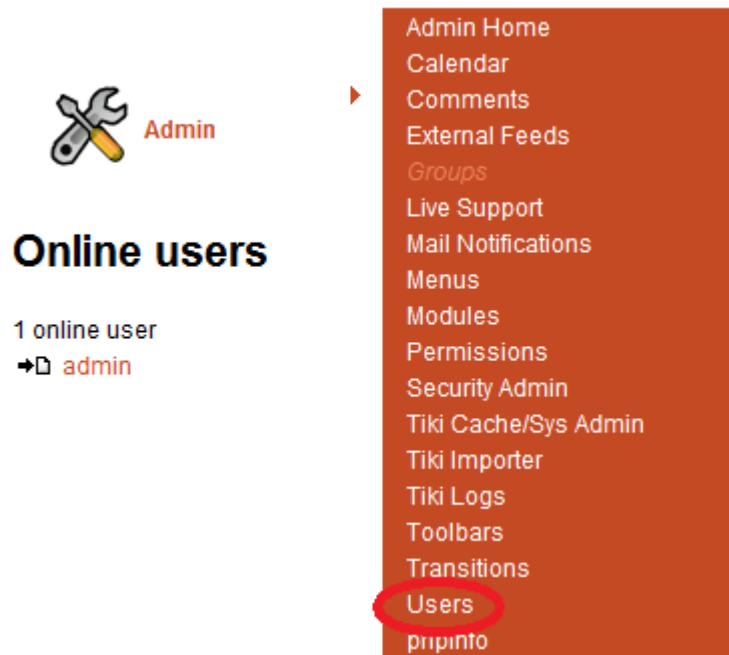 Admin
Online users
1 online user
admin
Admin Home
Calendar
Comments
External Feeds
Groups
Live Support
Mail Notifications
Menus
Modules
Permissions
Security Admin
Tiki Cache/Sys Admin
Tiki Importer
Tiki Logs
Toolbars
Transitions
Users
phpinfo